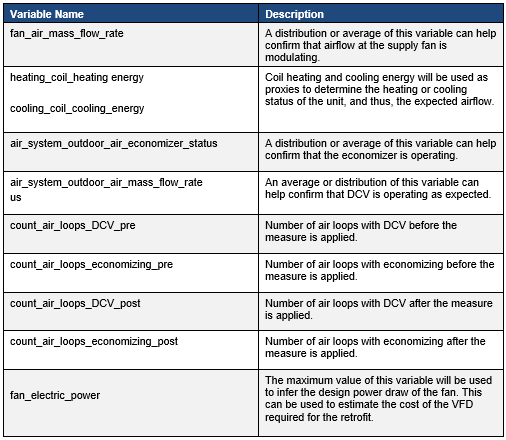 Variable Name
Description
fan_air_mass_flow_rate
A distribution or average of this variable can help
confirm that airflow at the supply fan is
modulating.
heating_coil_heating energy
cooling_coil_cooling_energy
Coil heating and cooling energy will be used as
proxies to determine the heating or cooling
status of the unit, and thus, the expected airflow.
air_system_outdoor_air_economizer_status
A distribution or average of this variable can help
confirm that the economizer is operating.
air_system_outdoor_air_mass_flow_rate
us
An average or distribution of this variable can
help confirm that DCV is operating as expected.
count_air_loops_DCV_pre
Number of air loops with DCV before the
measure is applied.
count_air_loops_economizing_pre
Number of air loops with economizing before the
measure is applied.
count_air_loops_DCV_post
Number of air loops with DCV after the measure
is applied.
count_air_loops_economizing_post
Number of air loops with economizing after the
measure is applied.
fan_electric_power
The maximum value of this variable will be used
to infer the design power draw of the fan. This
can be used to estimate the cost of the VFD
required for the retrofit.